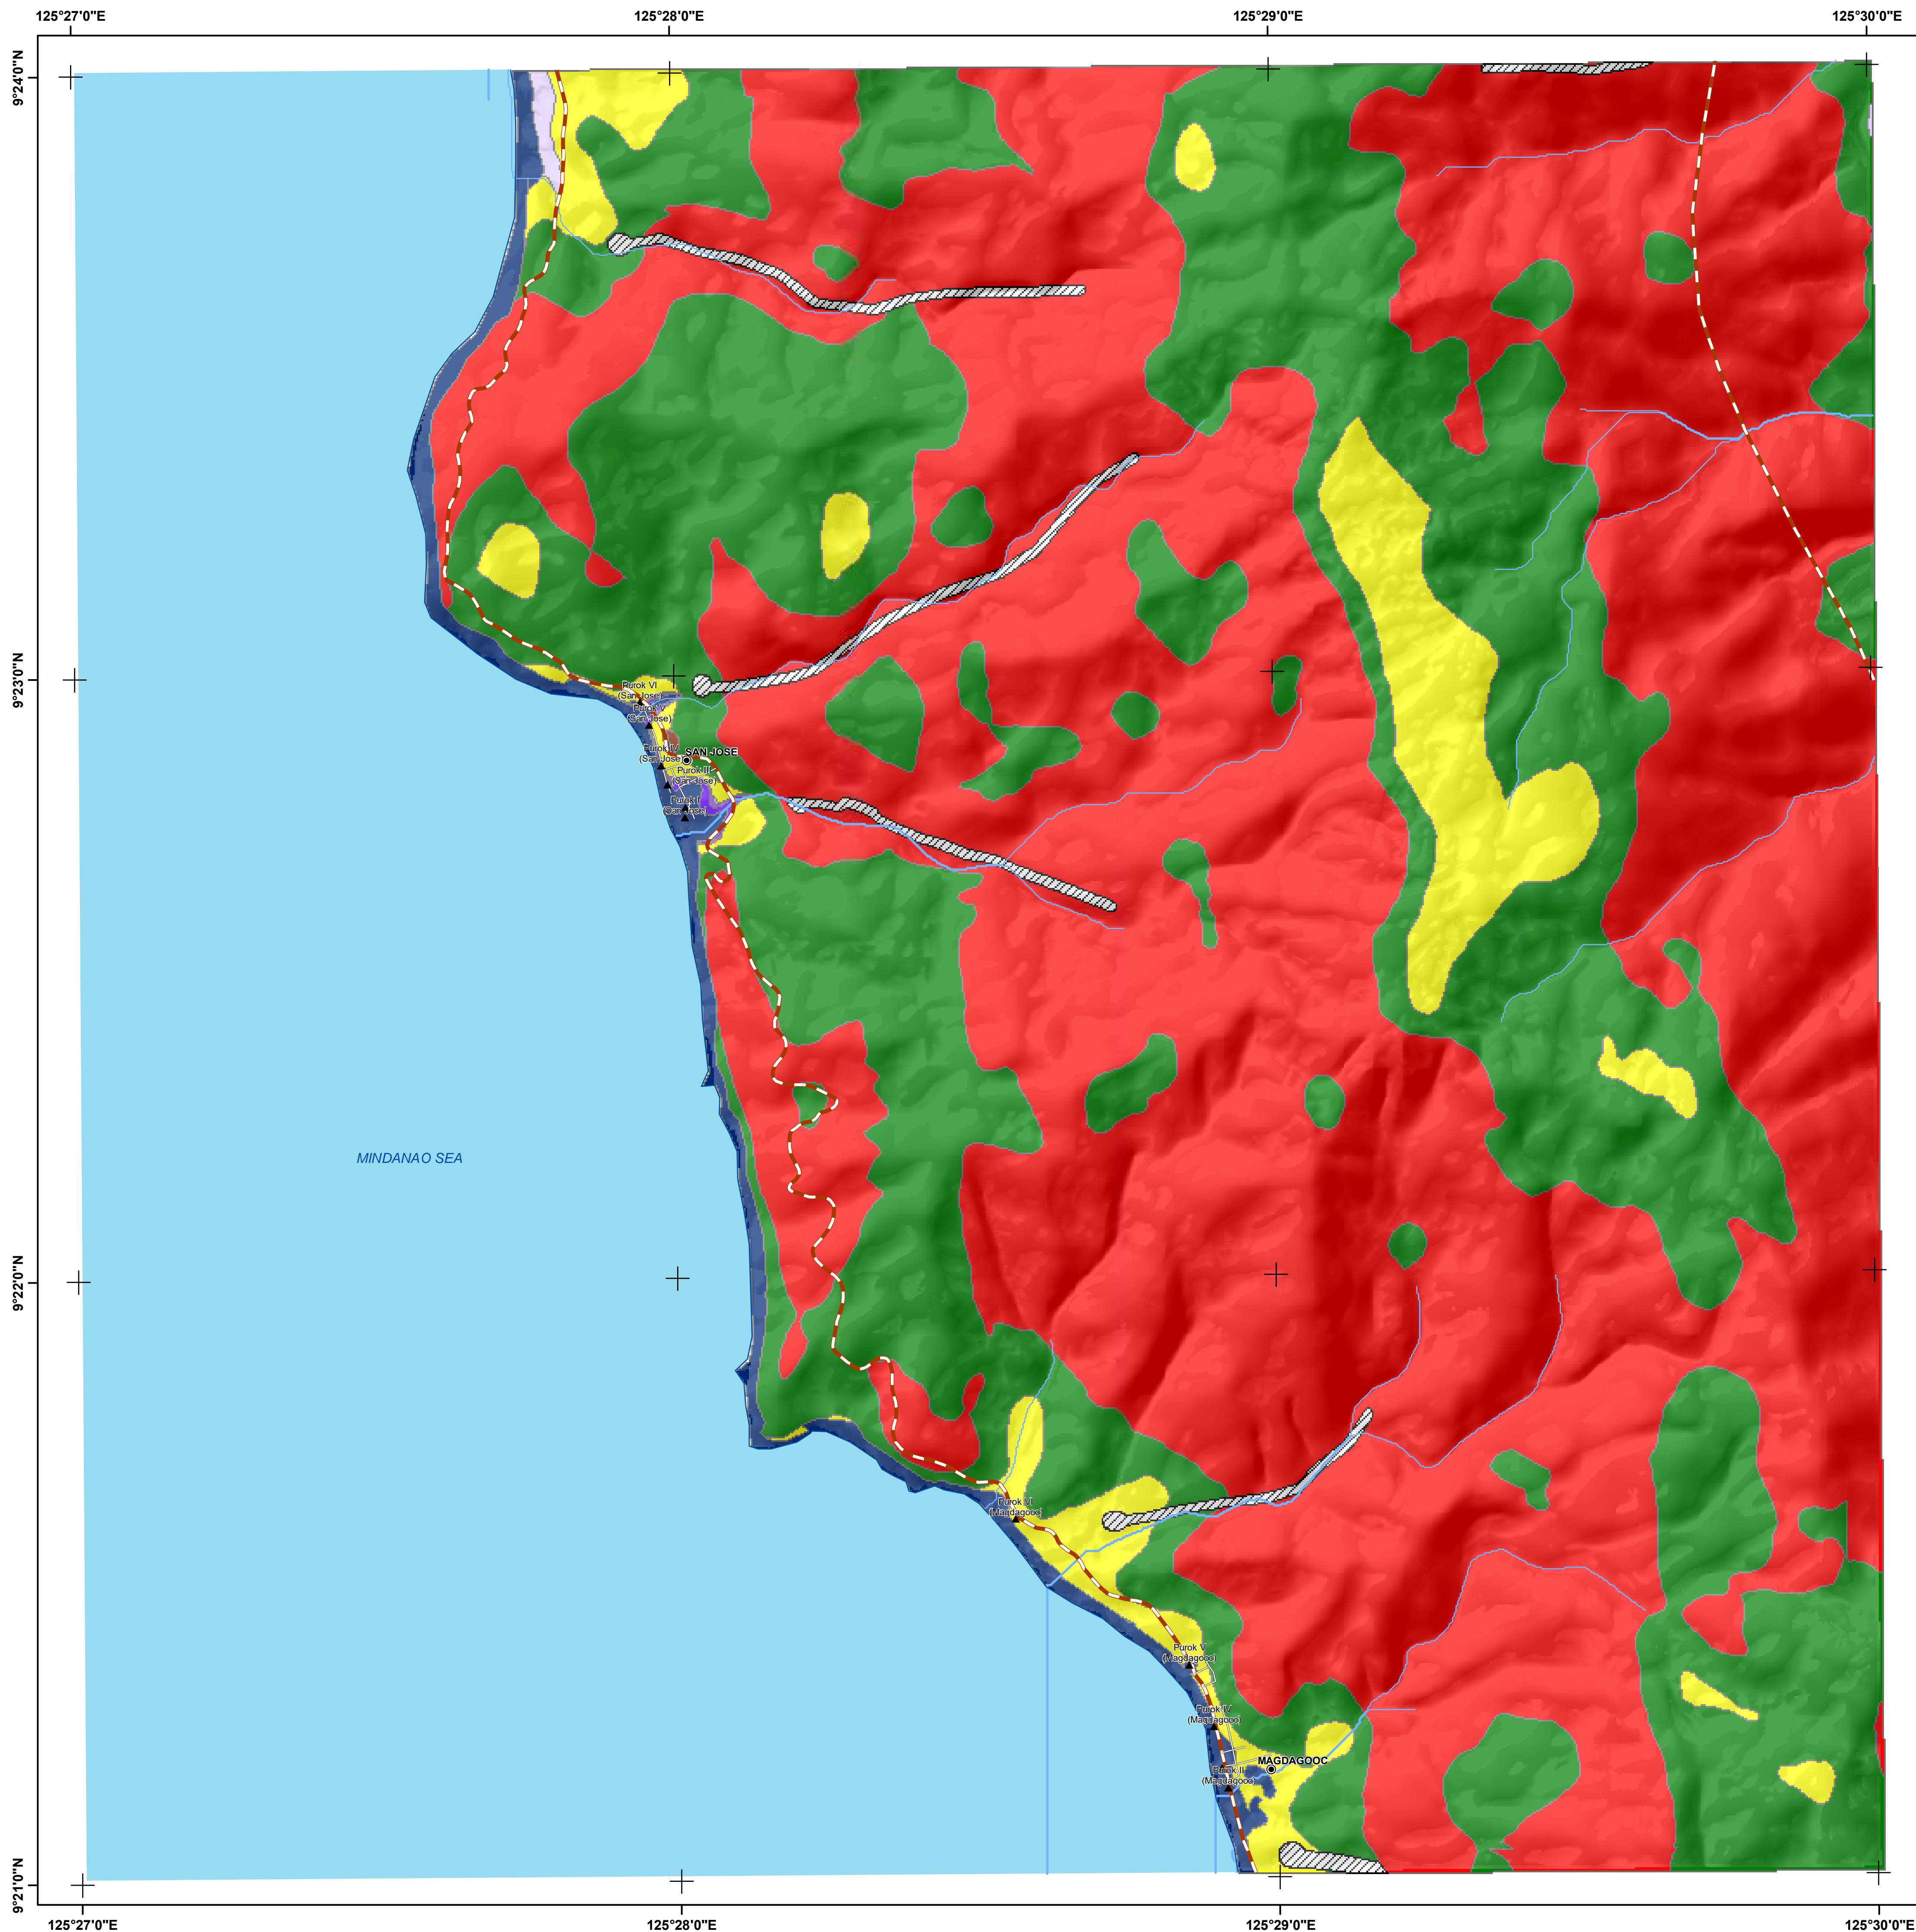 125°27'0"E
125°28'0"E
125°29'0"E
125°30'0"E
9°24'0"N
9°23'0"N
Purok VI
(San Jose)
Purok V
(San Jose)
Purok IV
(San Jose)
SAN JOSE
Purok II
(San Jose)
Purok I
(San Jose)
MINDANAO SEA
9°22'0"N
Purok VI
(Magdagooc)
Purok V
(Magdagooc)
Purok IV
(Magdagooc)
MAGDAGOOC
Purok II
(Magdagooc)
9°21'0"N
125°27'0"E
125°28'0"E
125°29'0"E
125°30'0"E